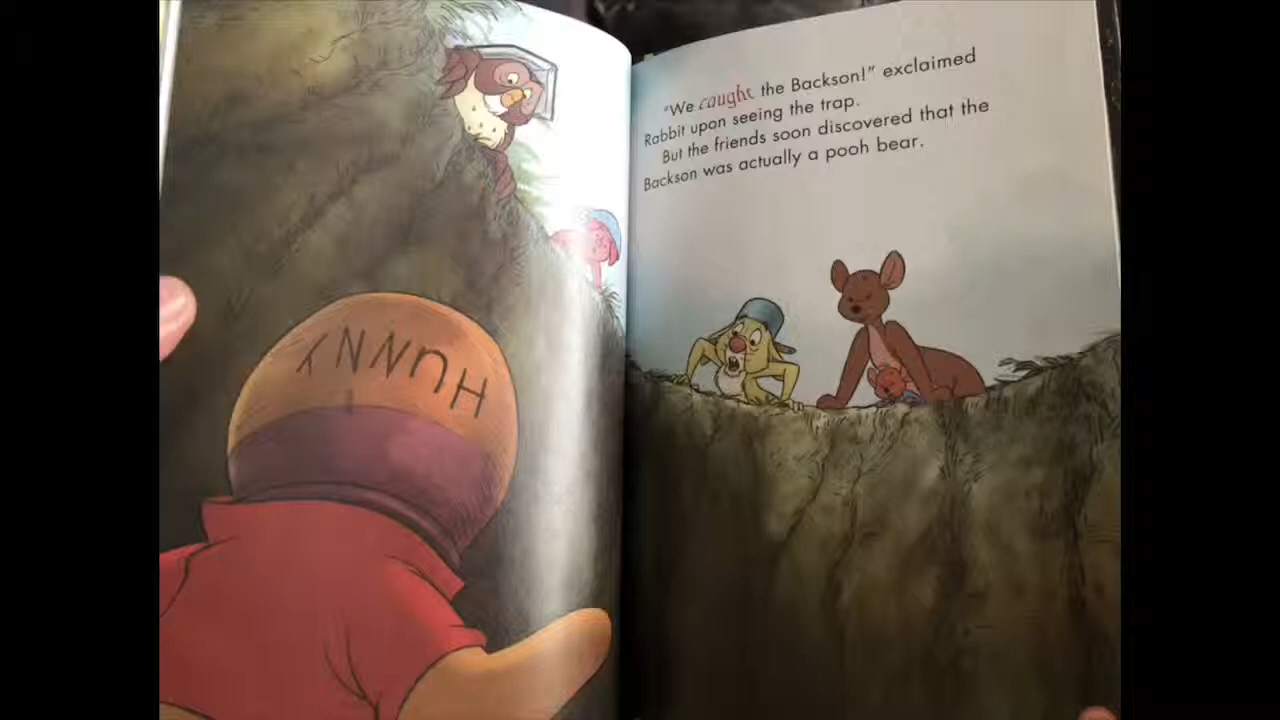 HUNNY
"We caught the Backson!" exclaimed
Rabbit upon seeing the trap.
But the friends soon discovered that the
Backson was actually a pooh bear.